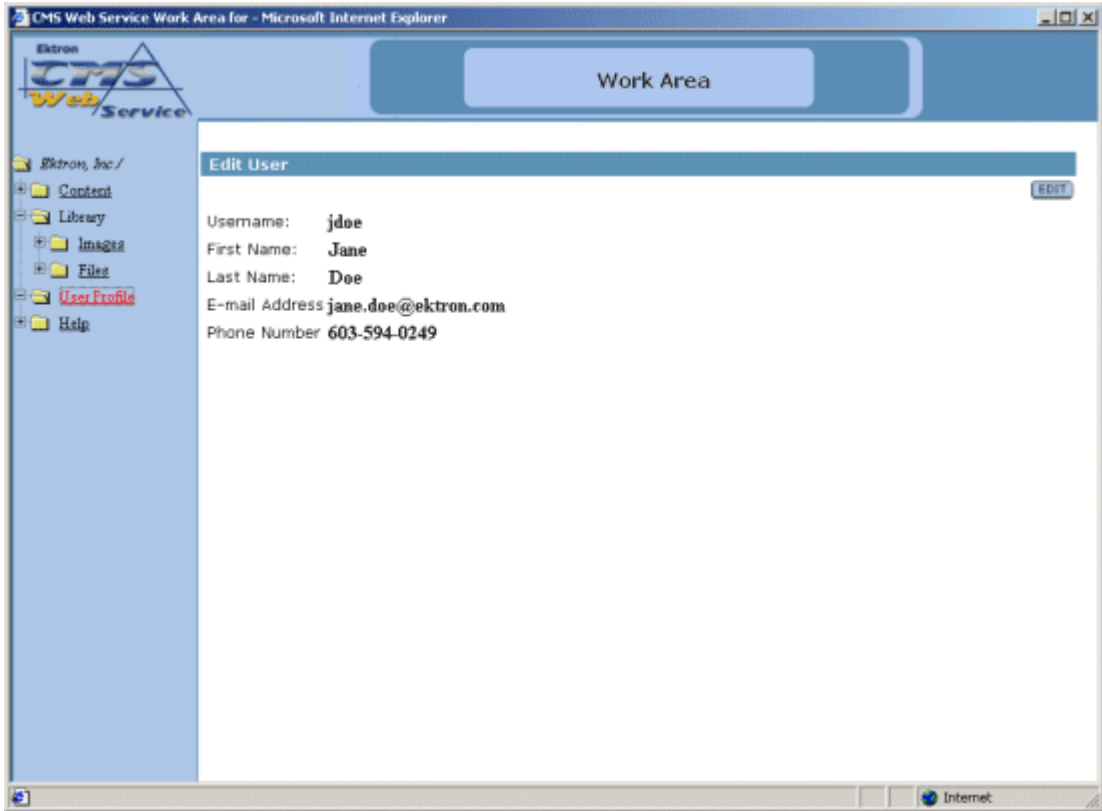 CMS Web Service Work Area for - Microsoft Internet Explorer
Ektron
CMS
Web
Service
Work Area
Ektron, Inc /
Content
Library
Images
Files
User Profile
Help
Edit User
EDIT
Username: jdoe
First Name: Jane
Last Name: Doe
E-mail Address jane.doe@ektron.com
Phone Number 603-594-0249
Internet